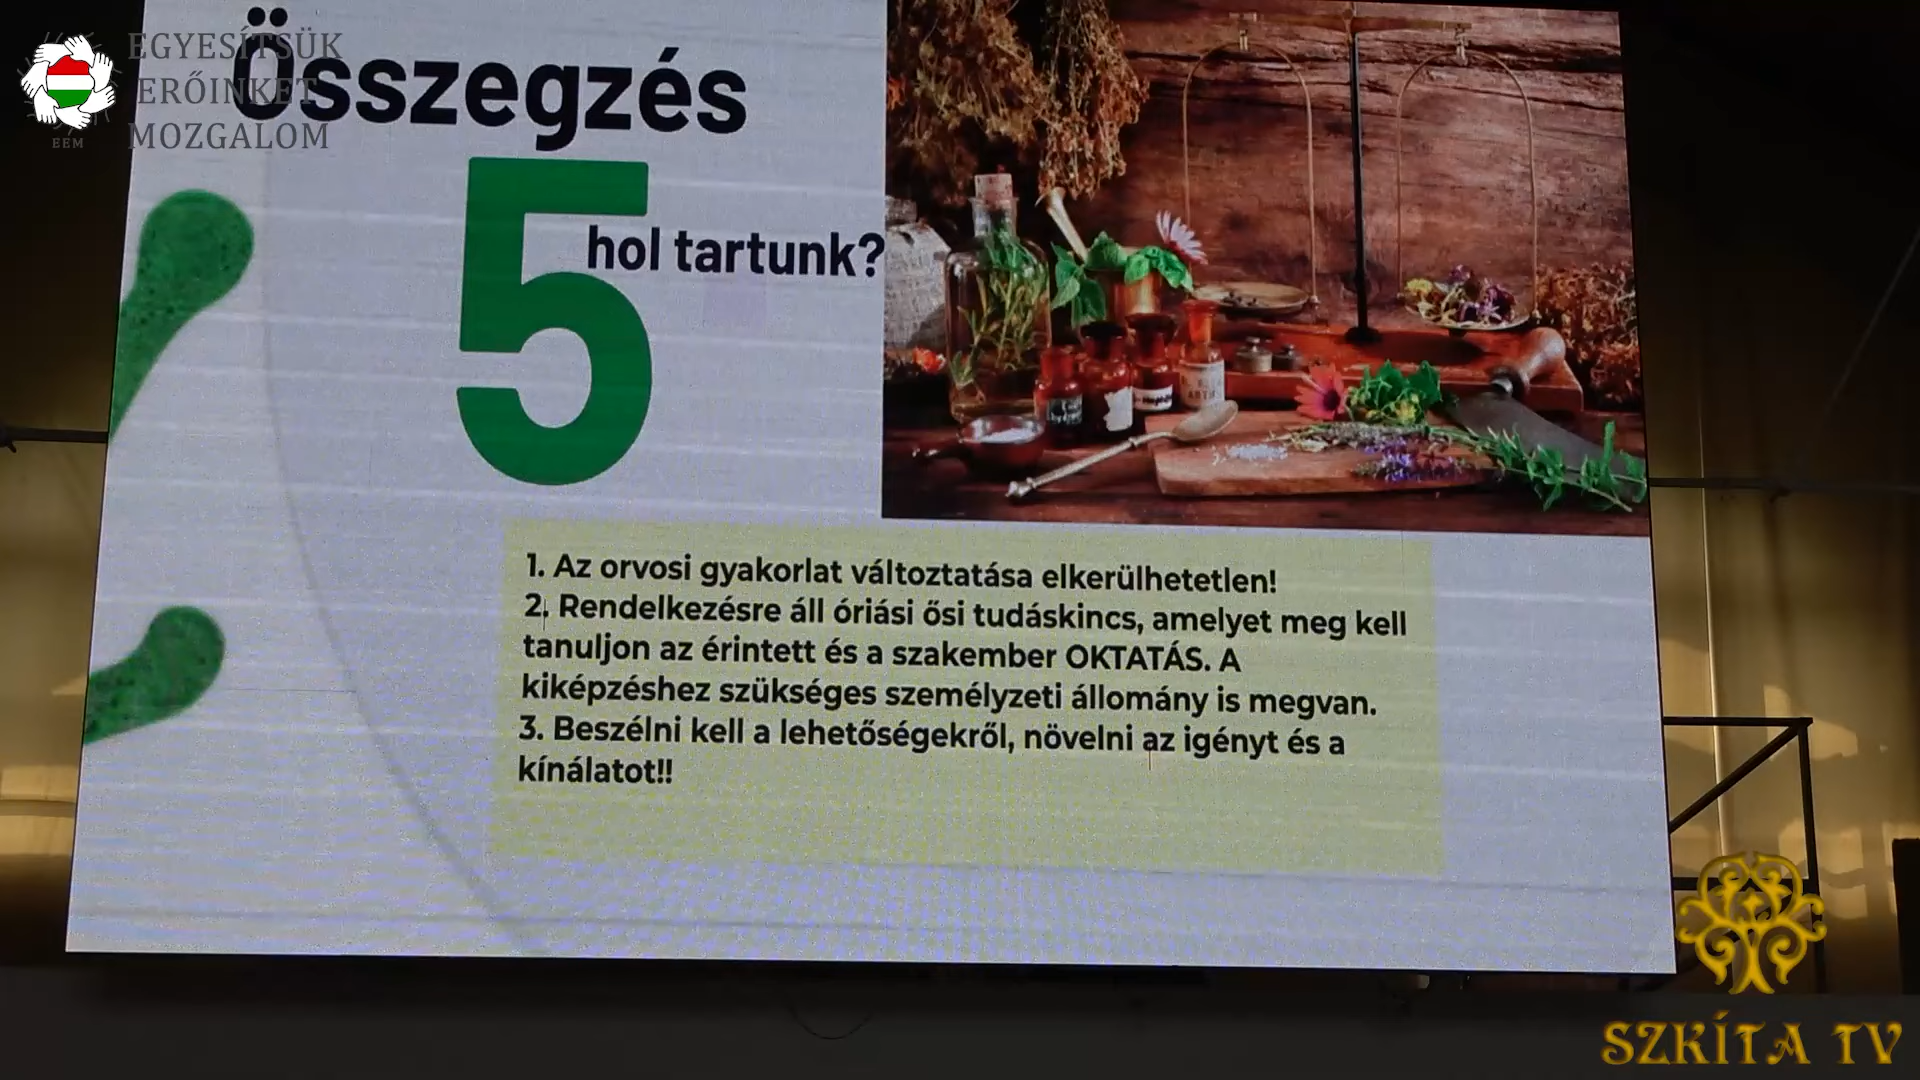 EGYESÍTSÜK
ERŐINKET
MOZGALOM
EEM
Összegzés
5
hol tartunk?
1. Az orvosi gyakorlat változtatása elkerülhetetlen!
2. Rendelkezésre áll óriási ősi tudáskincs, amelyet meg kell
tanuljon az érintett és a szakember OKTATÁS. A
kiképzéshez szükséges személyzeti állomány is megvan.
3. Beszélni kell a lehetőségekről, növelni az igényt és a
kínálatot!!
SZKÍTA TV